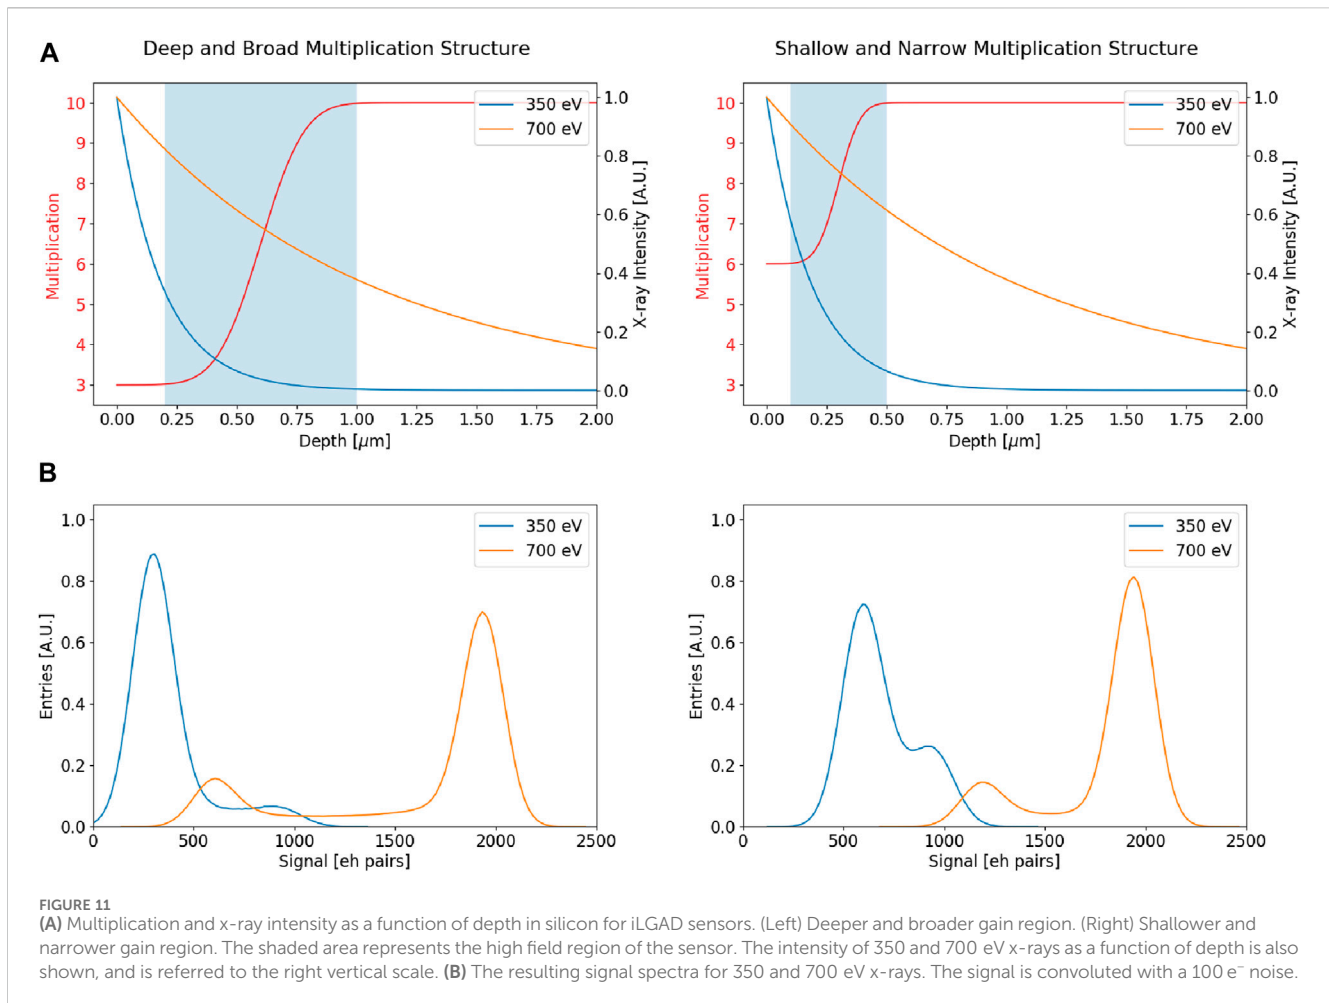 A
Deep and Broad Multiplication Structure
Shallow and Narrow Multiplication Structure
10
9
8
7
6
5
4
3
Multiplication
350 eV
700 eV
1.0
0.8
0.6
0.4
0.2
0.0
X-ray Intensity [A.U.]
0.00 0.25 0.50 0.75 1.00 1.25 1.50 1.75 2.00
Depth [μm]
10
9
8
7
6
5
4
3
Multiplication
350 eV
700 eV
1.0
0.8
0.6
0.4
0.2
0.0
X-ray Intensity [A.U.]
0.00 0.25 0.50 0.75 1.00 1.25 1.50 1.75 2.00
Depth [μm]
B
1.0
0.8
0.6
0.4
0.2
0.0
Entries [A.U.]
350 eV
700 eV
0 500 1000 1500 2000 2500
Signal [eh pairs]
1.0
0.8
0.6
0.4
0.2
0.0
Entries [A.U.]
350 eV
700 eV
0 500 1000 1500 2000 2500
Signal [eh pairs]
FIGURE 11
(A) Multiplication and x-ray intensity as a function of depth in silicon for iLGAD sensors. (Left) Deeper and broader gain region. (Right) Shallower and
narrower gain region. The shaded area represents the high field region of the sensor. The intensity of 350 and 700 eV x-rays as a function of depth is also
shown, and is referred to the right vertical scale. (B) The resulting signal spectra for 350 and 700 eV x-rays. The signal is convoluted with a 100 e⁻ noise.